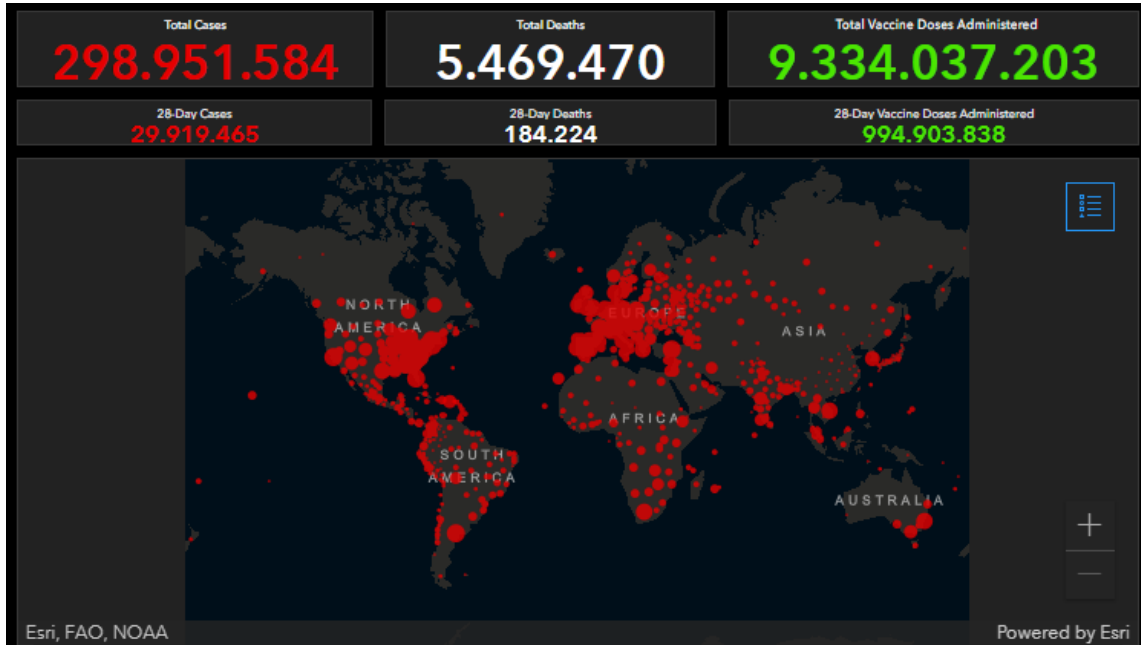 Total Cases
298.951.584
Total Deaths
5.469.470
Total Vaccine Doses Administered
9.334.037.203
28-Day Cases
29.919.465
28-Day Deaths
184.224
28-Day Vaccine Doses Administered
994.903.838
NORTH
AMERICA
EUROPE
ASIA
AFRICA
SOUTH
AMERICA
AUSTRALIA
Esri, FAO, NOAA
Powered by Esri